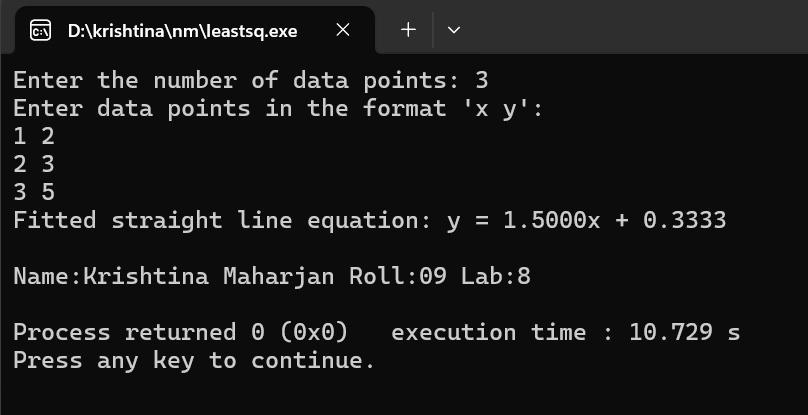 D:\krishtina\nm\leastsq.exe
Enter the number of data points: 3
Enter data points in the format 'x y':
1 2
2 3
3 5
Fitted straight line equation: y = 1.5000x + 0.3333
Name:Krishtina Maharjan Roll:09 Lab:8
Process returned 0 (0x0)   execution time : 10.729 s
Press any key to continue.